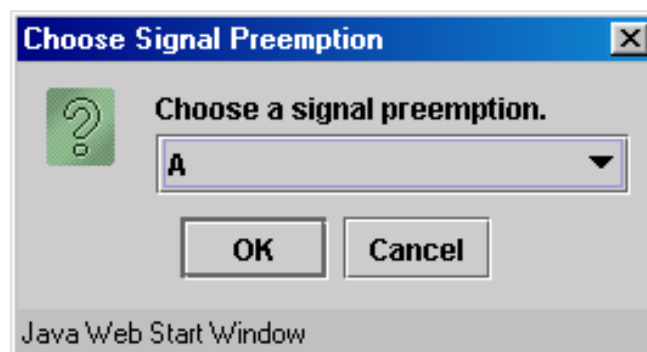 Choose Signal Preemption
Choose a signal preemption.
A
OK Cancel
Java Web Start Window